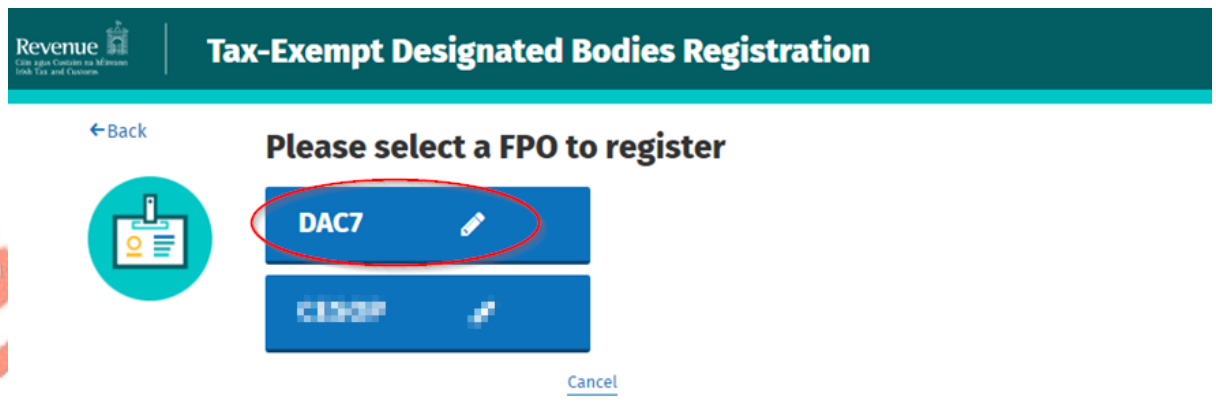 Revenue
Cáin agus Custaim na hÉireann
Irish Tax and Customs
Tax-Exempt Designated Bodies Registration
←Back
Please select a FPO to register
DAC7
Cancel